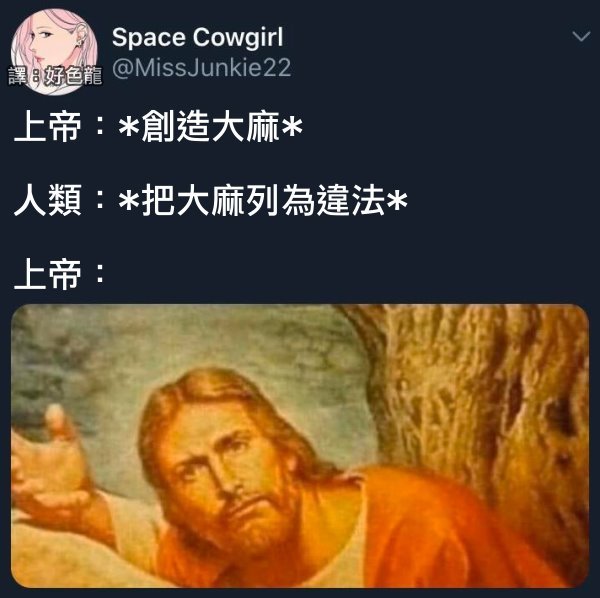 Space Cowgirl
@MissJunkie22
譯：好色龍
上帝：*創造大麻*
人類：*把大麻列為違法*
上帝：